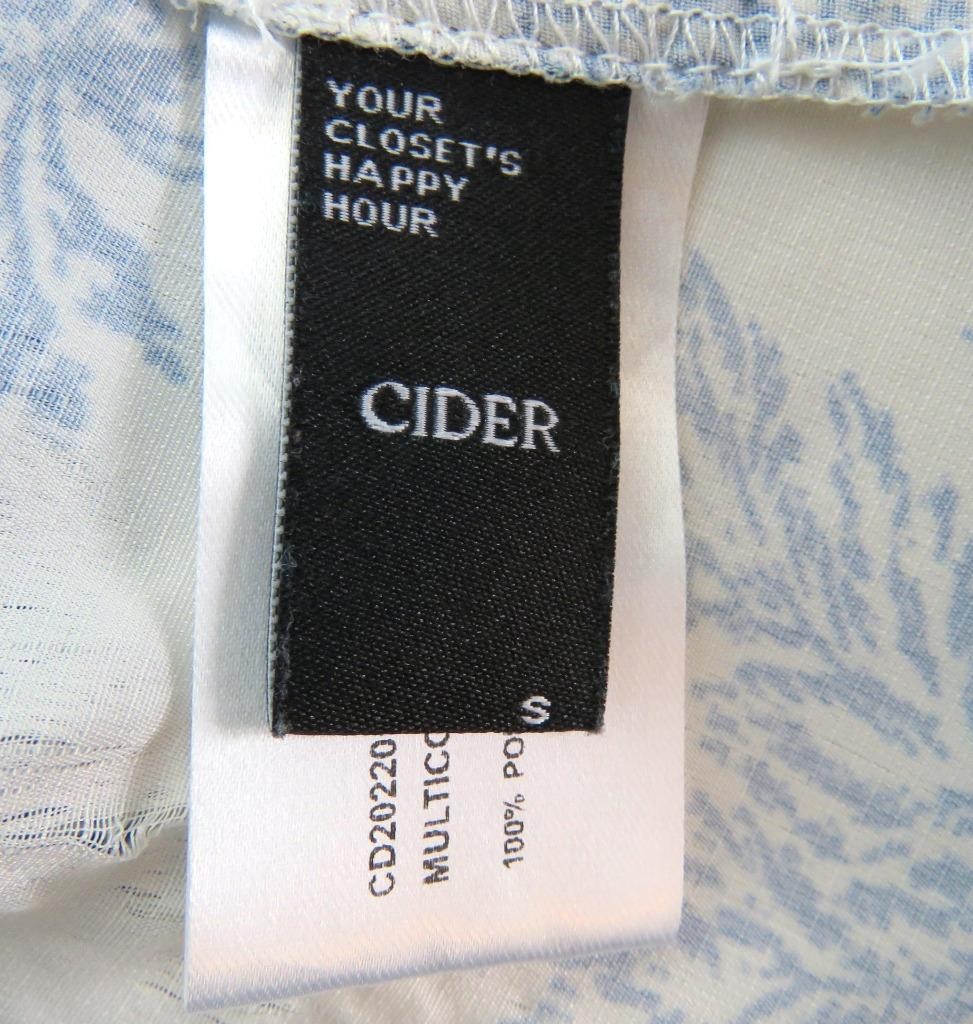 YOUR
CLOSET'S
HAPPY
HOUR
CIDER
S
CD20220
MULTICO
100% PO